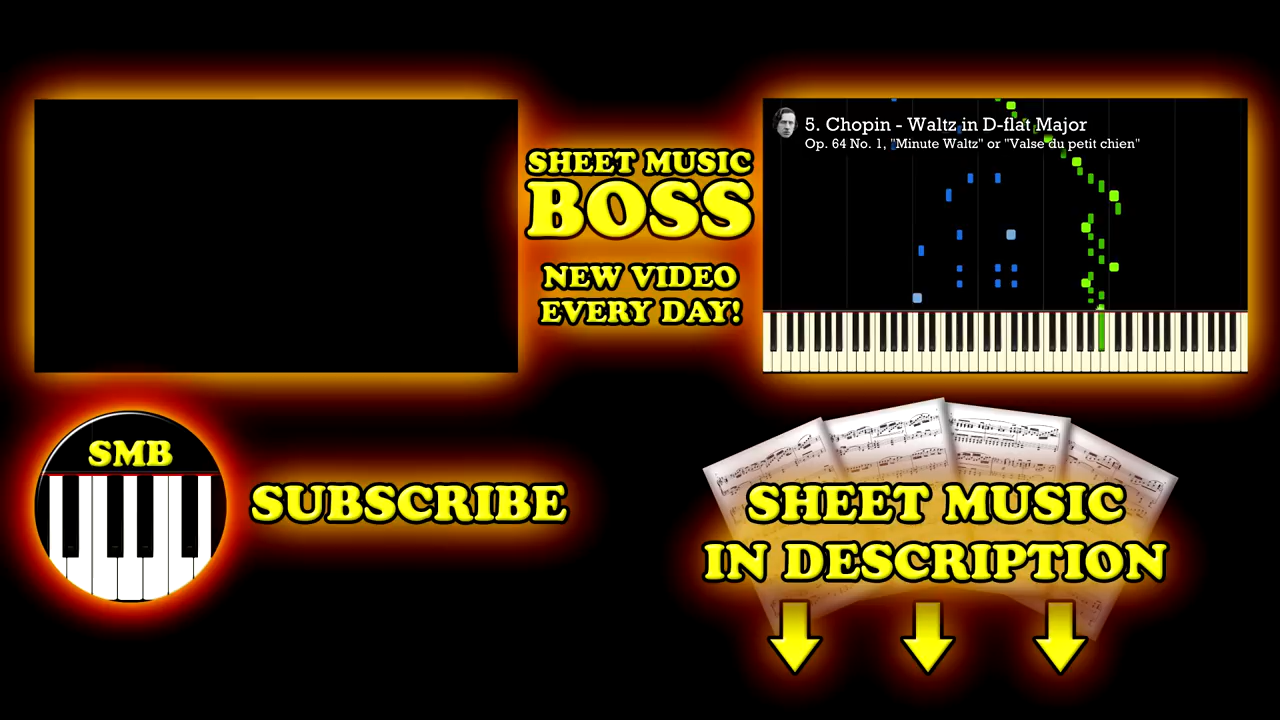 SHEET MUSIC
BOSS
NEW VIDEO
EVERY DAY!
5. Chopin - Waltz in D-flat Major
Op. 64 No. 1, "Minute Waltz" or "Valse du petit chien"
SMB
SUBSCRIBE
SHEET MUSIC
IN DESCRIPTION